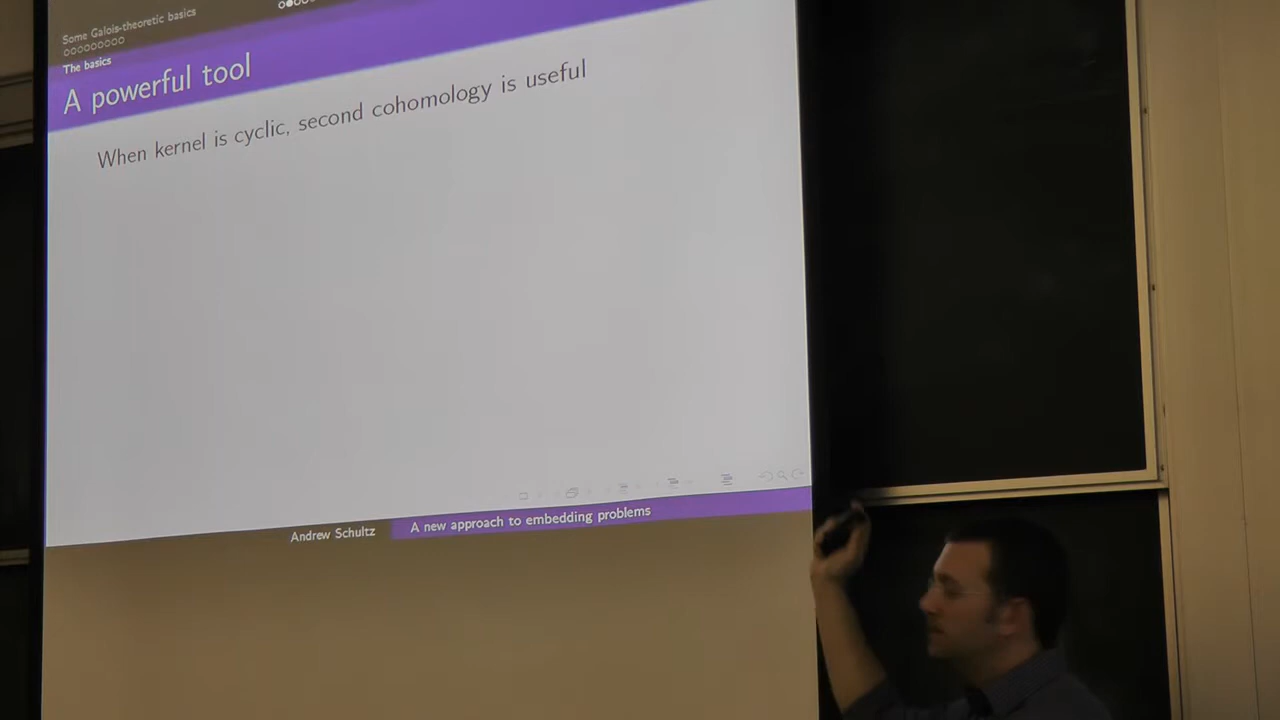 Some Galois-theoretic basics
The basics
A powerful tool
When kernel is cyclic, second cohomology is useful
Andrew Schultz
A new approach to embedding problems